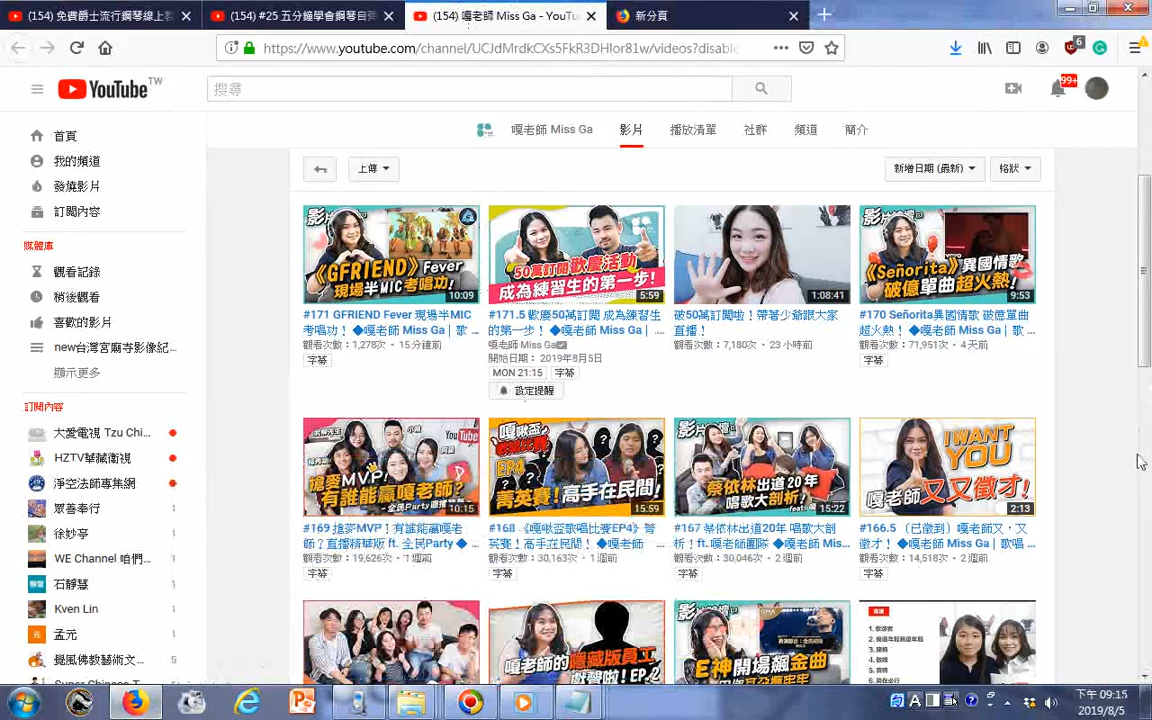 (154) 免費爵士流行鋼琴線上教
(154) #25 五分鐘學會鋼琴自彈
(154) 嘎老師 Miss Ga - YouTu
新分頁
https://www.youtube.com/channel/UCJdMrdkCXs5FkR3DHlor81w/videos?disable
6
YouTube TW
搜尋
99+
嘎老師 Miss Ga
影片
播放清單
社群
頻道
簡介
首頁
我的頻道
發燒影片
訂閱內容
媒體庫
觀看記錄
稍後觀看
喜歡的影片
new台灣宮廟寺影像紀...
顯示更多
訂閱內容
大愛電視 Tzu Chi...
HZTV華藏衛視
淨空法師專集網
眾善奉行 1
徐妙亭 1
WE Channel 咱們... 1
石靜慧 1
Kven Lin 1
孟元 1
覺風佛教藝術文... 5
上傳
新增日期 (最新)
格狀
《GFRIEND》Fever
現場半MIC考唱功!
10:09
#171 GFRIEND Fever 現場半MIC
考唱功! ◆嘎老師 Miss Ga | 歌 ...
觀看次數:1,278次 · 15 分鐘前
字幕
50萬訂閱歡慶活動
成為練習生的第一步!
5:59
#171.5 歡慶50萬訂閱 成為練習生
的第一步! ◆嘎老師 Miss Ga | ...
嘎老師 Miss Ga
開始日期: 2019年8月5日
MON 21:15 字幕
設定提醒
1:08:41
破50萬訂閱啦!帶著少爺跟大家
直播!
觀看次數:7,180次 · 23 小時前
《Señorita》異國情歌
破億單曲超火熱!
9:53
#170 Señorita異國情歌 破億單曲
超火熱! ◆嘎老師 Miss Ga | 歌 ...
觀看次數:71,951次 · 4天前
字幕
YouTube
搶麥MVP!
有誰能贏嘎老師?
10:15
#169 搶麥MVP!有誰能贏嘎老
師?直播精華版 ft. 全民Party ◆ ...
觀看次數:19,626次 · 1週前
字幕
EP4
菁英賽!高手在民間!
15:59
#168 《嘎啾盃歌唱比賽EP4》菁
英賽!高手在民間! ◆嘎老師 ...
觀看次數:30,163次 · 1週前
字幕
蔡依林出道20年
唱歌大剖析!
15:22
#167 蔡依林出道20年 唱歌大剖
析!ft.嘎老師團隊 ◆嘎老師 Mis...
觀看次數:30,046次 · 2週前
字幕
I WANT
YOU
嘎老師又又徵才!
2:13
#166.5 〔已徵到〕嘎老師又,又
徵才! ◆嘎老師 Miss Ga | 歌唱 ...
觀看次數:14,518次 · 2週前
字幕
嘎老師的隱藏版員工
E神開場飆金曲
下午 09:15
2019/8/5